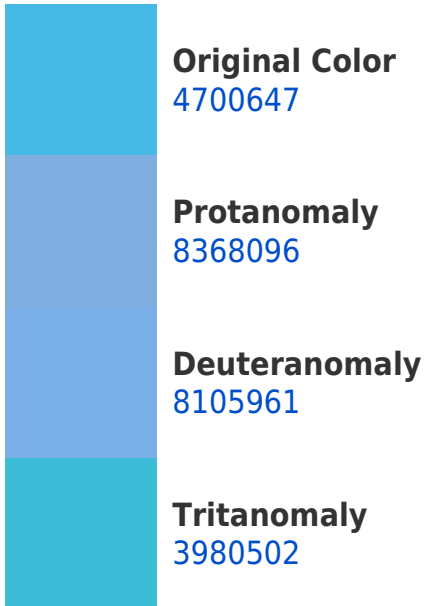 Original Color
4700647
Protanomaly
8368096
Deuteranomaly
8105961
Tritanomaly
3980502